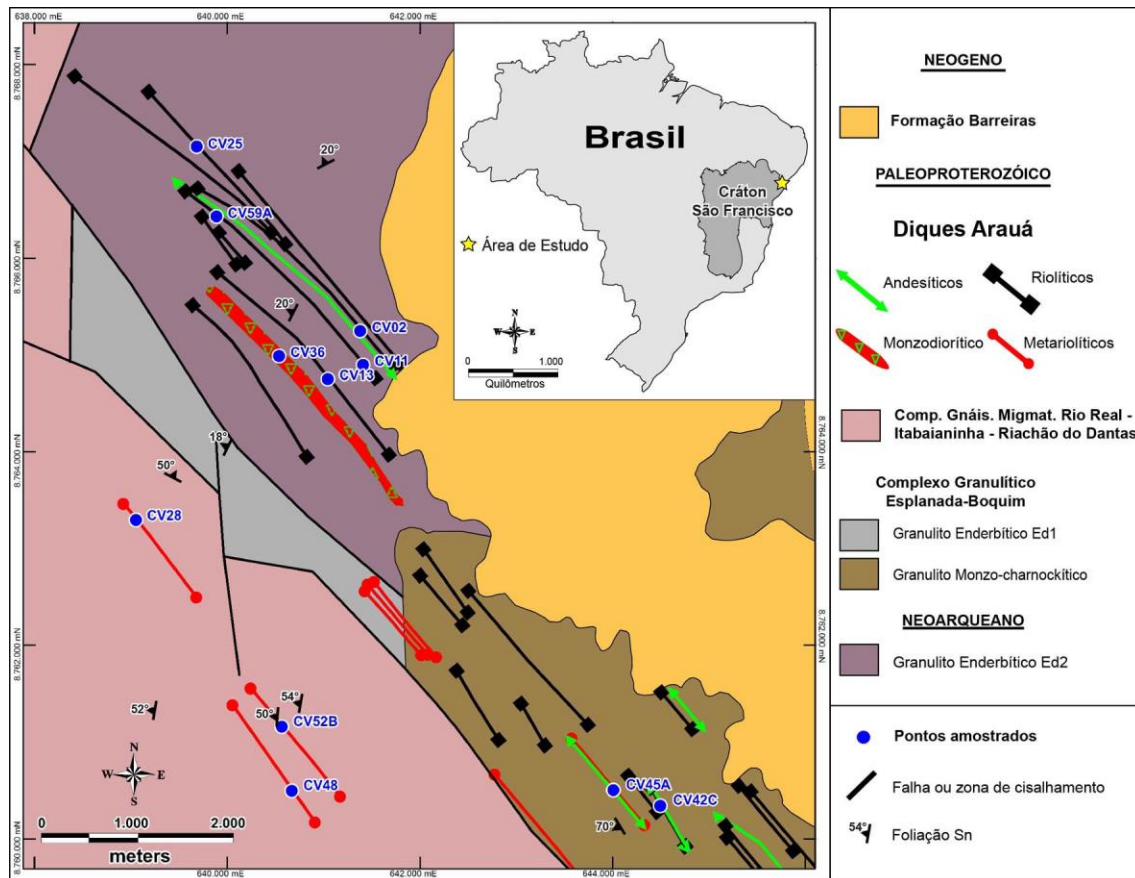 638.000 mE
640.000 mE
642.000 mE
8.768.000 mN
8.766.000 mN
8.764.000 mN
8.762.000 mN
8.760.000 mN
CV25
20°
CV59A
20°
CV02
CV36
CV11
CV13
18°
50°
CV28
52°
54°
50°
CV52B
CV48
CV45A
CV42C
70°
N
W
E
S
0
1.000
2.000
meters
640.000 mE
642.000 mE
644.000 mE
8.764.000 mN
8.762.000 mN
8.760.000 mN
Brasil
Cráton
São Francisco
Área de Estudo
N
W
E
S
0
1.000
Quilômetros
NEOGENO
Formação Barreiras
PALEOPROTEROZÓICO
Diques Arauá
Andesíticos
Riolíticos
Monzodiorítico
Metariolíticos
Comp. Gnáis. Migmat. Rio Real -
Itabaianinha - Riachão do Dantas
Complexo Granulítico
Esplanada-Boquim
Granulito Enderbítico Ed1
Granulito Monzo-charnockítico
NEOARQUEANO
Granulito Enderbítico Ed2
Pontos amostrados
Falha ou zona de cisalhamento
54°
Foliação Sn